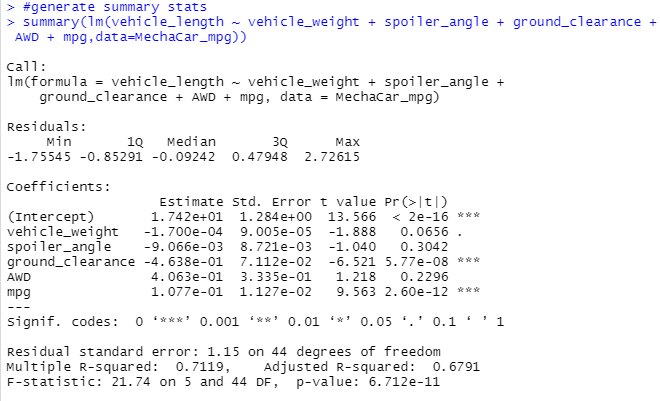 > #generate summary stats
> summary(lm(vehicle_length ~ vehicle_weight + spoiler_angle + ground_clearance +
 AWD + mpg,data=MechaCar_mpg))

Call:
lm(formula = vehicle_length ~ vehicle_weight + spoiler_angle +
    ground_clearance + AWD + mpg, data = MechaCar_mpg)

Residuals:
     Min       1Q   Median       3Q      Max
-1.75545 -0.85291 -0.09242  0.47948  2.72615

Coefficients:
                   Estimate Std. Error t value Pr(>|t|)
(Intercept)       1.742e+01  1.284e+00  13.566  < 2e-16 ***
vehicle_weight   -1.700e-04  9.005e-05  -1.888   0.0656 .
spoiler_angle    -9.066e-03  8.721e-03  -1.040   0.3042
ground_clearance -4.638e-01  7.112e-02  -6.521 5.77e-08 ***
AWD               4.063e-01  3.335e-01   1.218   0.2296
mpg               1.077e-01  1.127e-02   9.563 2.60e-12 ***
---
Signif. codes:  0 ‘***’ 0.001 ‘**’ 0.01 ‘*’ 0.05 ‘.’ 0.1 ‘ ’ 1

Residual standard error: 1.15 on 44 degrees of freedom
Multiple R-squared:  0.7119,    Adjusted R-squared:  0.6791
F-statistic: 21.74 on 5 and 44 DF,  p-value: 6.712e-11